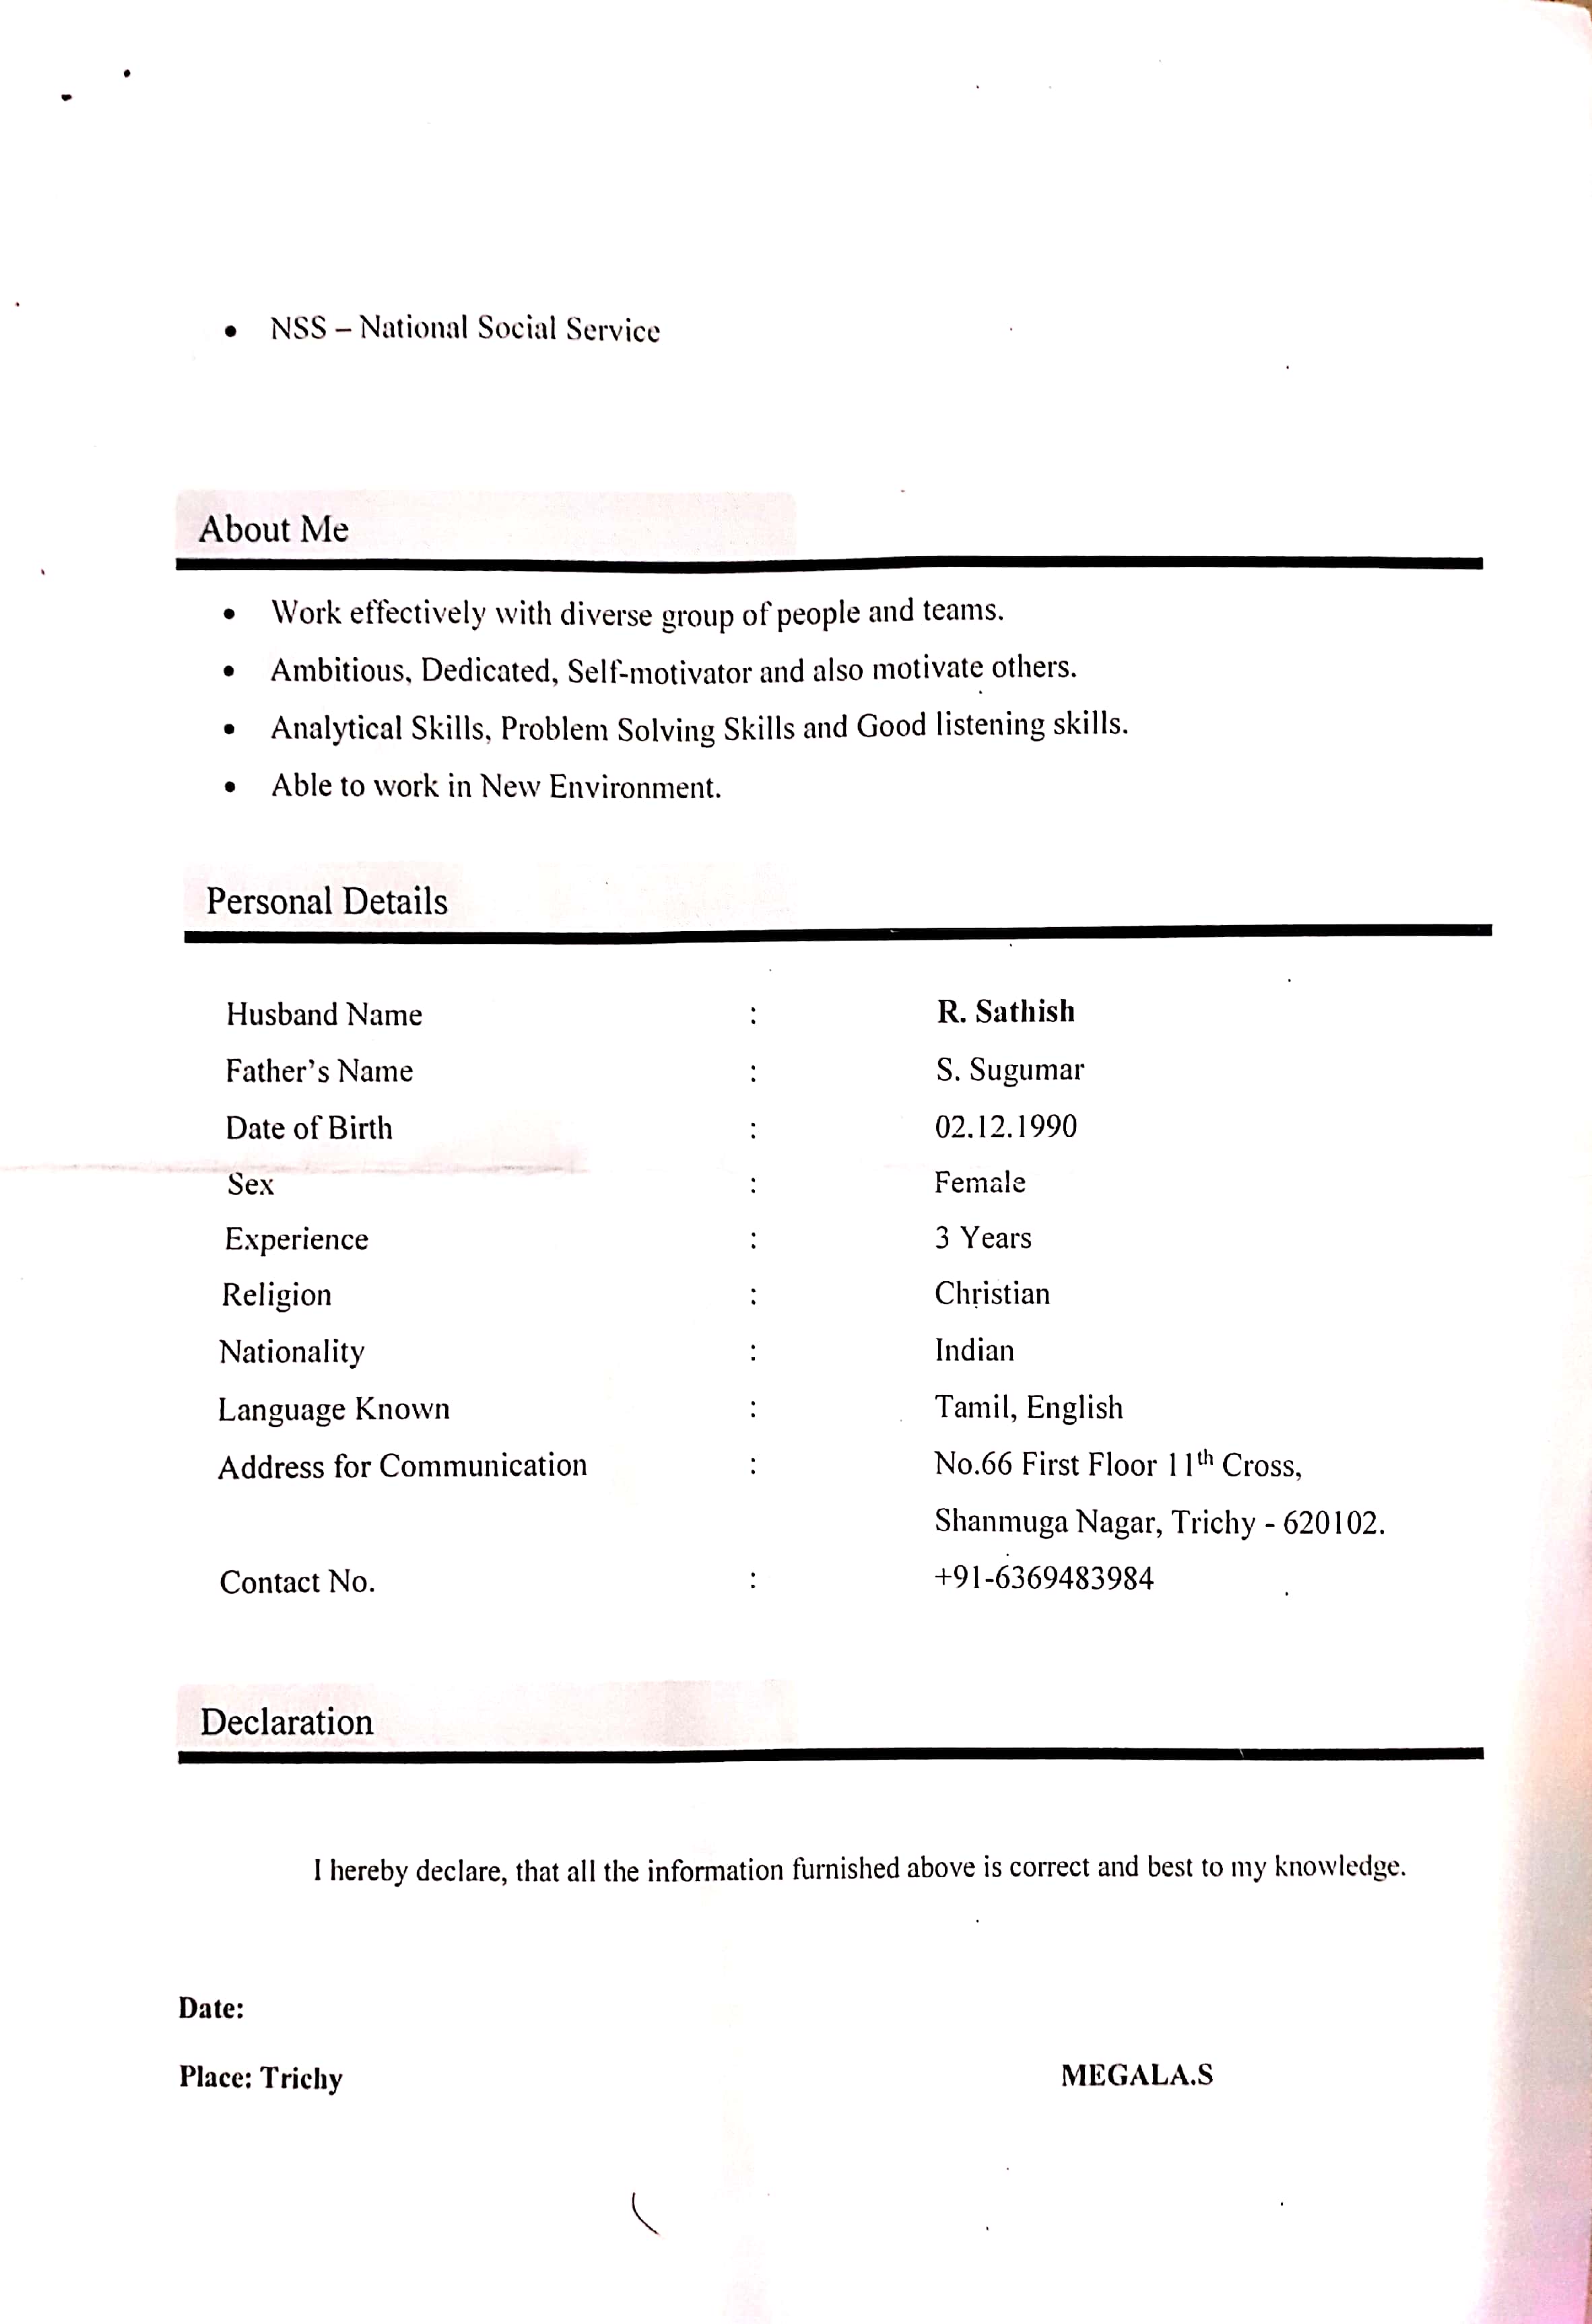 • NSS – National Social Service
About Me
• Work effectively with diverse group of people and teams.
• Ambitious, Dedicated, Self-motivator and also motivate others.
• Analytical Skills, Problem Solving Skills and Good listening skills.
• Able to work in New Environment.
Personal Details
Husband Name : R. Sathish
Father's Name : S. Sugumar
Date of Birth : 02.12.1990
Sex : Female
Experience : 3 Years
Religion : Christian
Nationality : Indian
Language Known : Tamil, English
Address for Communication : No.66 First Floor 11th Cross,
Shanmuga Nagar, Trichy - 620102.
Contact No. : +91-6369483984
Declaration
I hereby declare, that all the information furnished above is correct and best to my knowledge.
Date:
Place: Trichy MEGALA.S